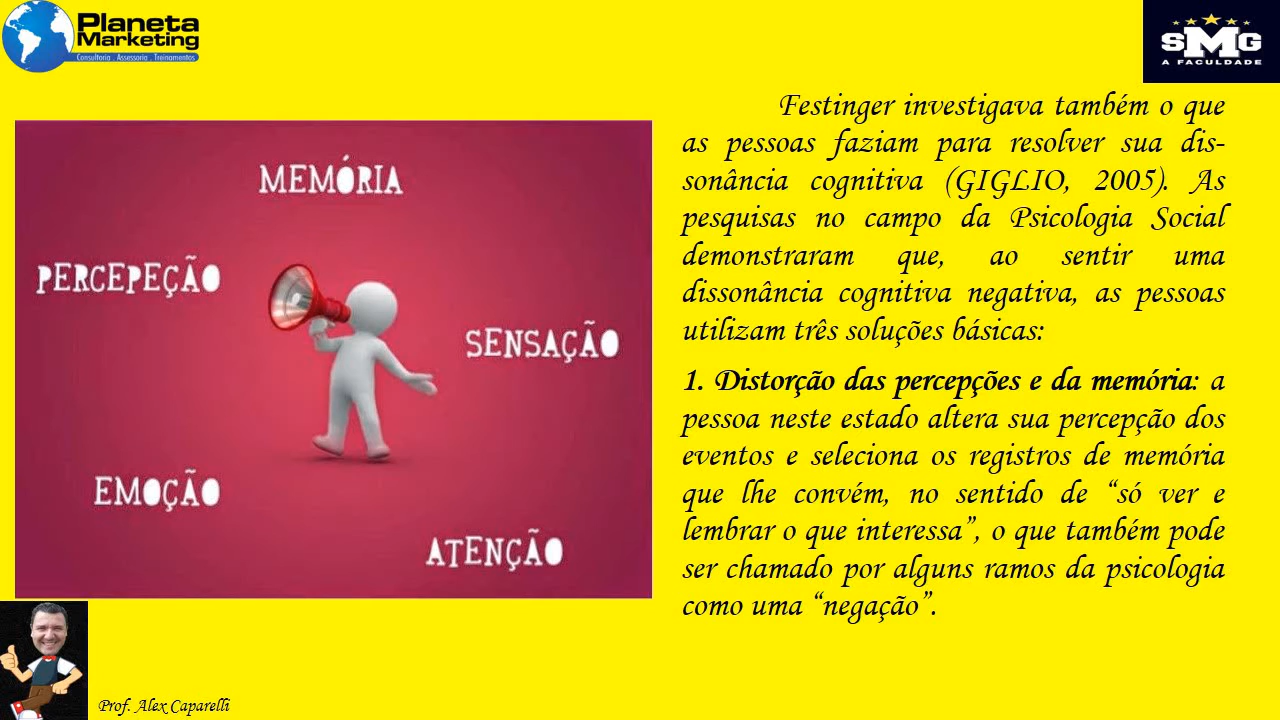 Planeta
Marketing
Consultoria . Assessoria . Treinamentos
SMG
A FACULDADE
MEMÓRIA
PERCEPEÇÃO
SENSAÇÃO
EMOÇÃO
ATENÇÃO
Festinger investigava também o que
as pessoas faziam para resolver sua dis-
sonância cognitiva (GIGLIO, 2005). As
pesquisas no campo da Psicologia Social
demonstraram que, ao sentir uma
dissonância cognitiva negativa, as pessoas
utilizam três soluções básicas:
1. Distorção das percepções e da memória: a
pessoa neste estado altera sua percepção dos
eventos e seleciona os registros de memória
que lhe convém, no sentido de “só ver e
lembrar o que interessa”, o que também pode
ser chamado por alguns ramos da psicologia
como uma “negação”.
Prof. Alex Caparelli